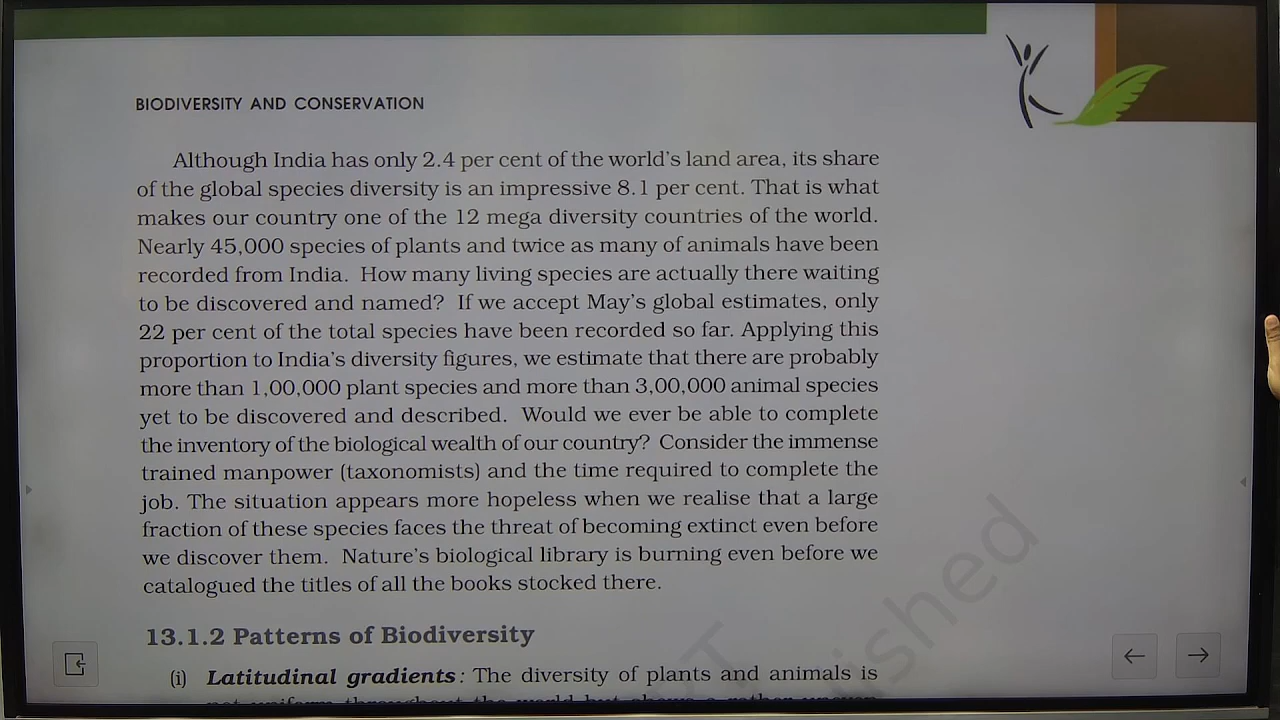 BIODIVERSITY AND CONSERVATION
Although India has only 2.4 per cent of the world's land area, its share
of the global species diversity is an impressive 8.1 per cent. That is what
makes our country one of the 12 mega diversity countries of the world.
Nearly 45,000 species of plants and twice as many of animals have been
recorded from India. How many living species are actually there waiting
to be discovered and named? If we accept May's global estimates, only
22 per cent of the total species have been recorded so far. Applying this
proportion to India's diversity figures, we estimate that there are probably
more than 1,00,000 plant species and more than 3,00,000 animal species
yet to be discovered and described. Would we ever be able to complete
the inventory of the biological wealth of our country? Consider the immense
trained manpower (taxonomists) and the time required to complete the
job. The situation appears more hopeless when we realise that a large
fraction of these species faces the threat of becoming extinct even before
we discover them. Nature's biological library is burning even before we
catalogued the titles of all the books stocked there.
13.1.2 Patterns of Biodiversity
(i) Latitudinal gradients: The diversity of plants and animals is